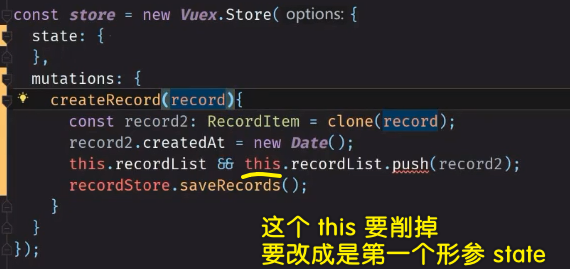 const store = new Vuex.Store( options: {
state: {
},
mutations: {
createRecord(record){
const record2: RecordItem = clone(record);
record2.createdAt = new Date();
this.recordList && this.recordList.push(record2);
recordStore.saveRecords();
}
}
});
这个 this 要削掉
要改成是第一个形参 state